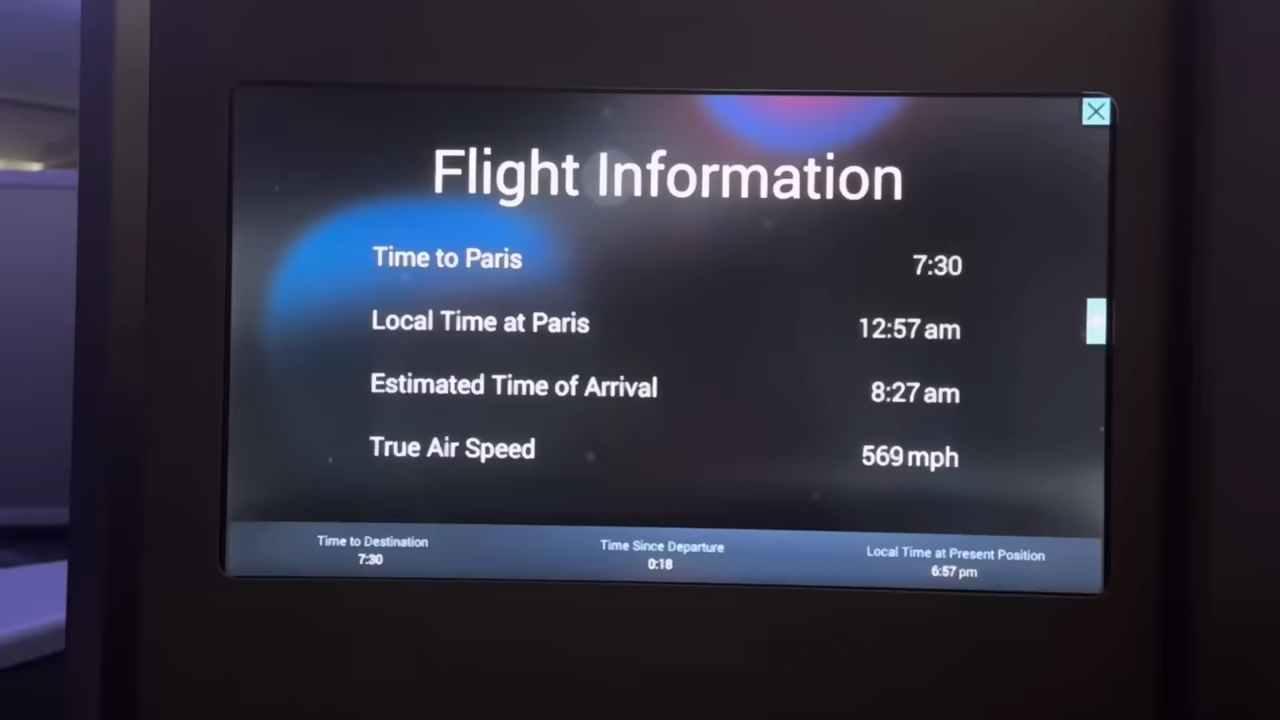 Flight Information
Time to Paris 7:30
Local Time at Paris 12:57 am
Estimated Time of Arrival 8:27 am
True Air Speed 569 mph
Time to Destination Time Since Departure Local Time at Present Position
7:30 0:18 6:57 pm